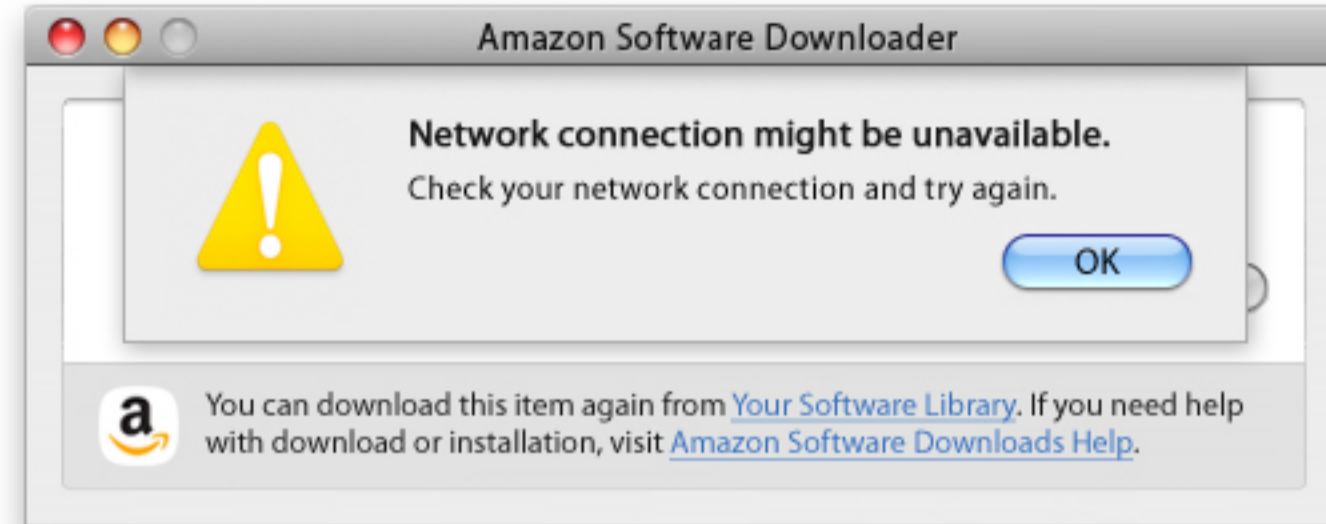 Amazon Software Downloader
Network connection might be unavailable.
Check your network connection and try again.
OK
You can download this item again from Your Software Library. If you need help
with download or installation, visit Amazon Software Downloads Help.